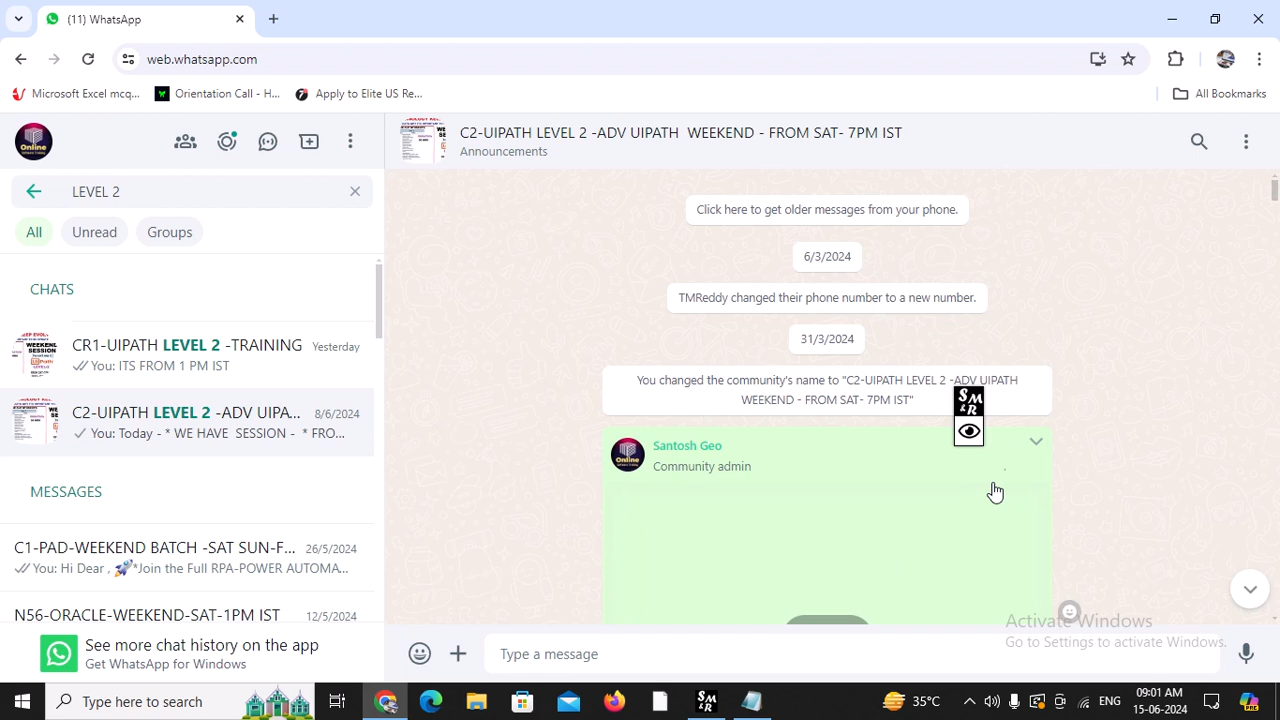 (11) WhatsApp
web.whatsapp.com
Microsoft Excel mcq...
Orientation Call - H...
Apply to Elite US Re...
All Bookmarks
Online
C2-UIPATH LEVEL 2 -ADV UIPATH WEEKEND - FROM SAT- 7PM IST
Announcements
LEVEL 2
All
Unread
Groups
CHATS
CR1-UIPATH LEVEL 2 -TRAINING
Yesterday
You: ITS FROM 1 PM IST
C2-UIPATH LEVEL 2 -ADV UIPA...
8/6/2024
You: Today - * WE HAVE SESSION - * FRO...
MESSAGES
C1-PAD-WEEKEND BATCH -SAT SUN-F...
26/5/2024
You: Hi Dear , 🚀*Join the Full RPA-POWER AUTOMA...
N56-ORACLE-WEEKEND-SAT-1PM IST
12/5/2024
See more chat history on the app
Get WhatsApp for Windows
Click here to get older messages from your phone.
6/3/2024
TMReddy changed their phone number to a new number.
31/3/2024
You changed the community's name to "C2-UIPATH LEVEL 2 -ADV UIPATH
WEEKEND - FROM SAT- 7PM IST"
SM
&R
Online
Santosh Geo
Community admin
Type a message
Activate Windows
Go to Settings to activate Windows.
Type here to search
SM
&R
35°C
ENG
09:01 AM
15-06-2024